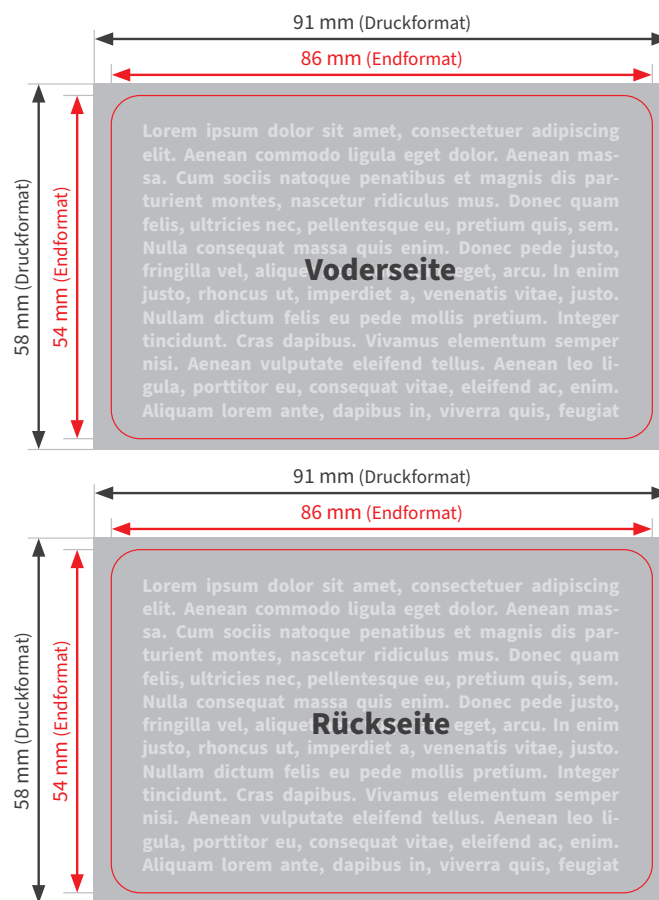 91 mm (Druckformat)
86 mm (Endformat)
58 mm (Druckformat)
54 mm (Endformat)
Lorem ipsum dolor sit amet, consectetuer adipiscing
elit. Aenean commodo ligula eget dolor. Aenean mas-
sa. Cum sociis natoque penatibus et magnis dis par-
turient montes, nascetur ridiculus mus. Donec quam
felis, ultricies nec, pellentesque eu, pretium quis, sem.
Nulla consequat massa quis enim. Donec pede justo,
fringilla vel, eget, arcu. In enim
Voderseite
justo, rhoncus ut, imperdiet a, venenatis vitae, justo.
Nullam dictum felis eu pede mollis pretium. Integer
tincidunt. Cras dapibus. Vivamus elementum semper
nisi. Aenean vulputate eleifend tellus. Aenean leo li-
gula, porttitor eu, consequat vitae, eleifend ac, enim.
Aliquam lorem ante, dapibus in, viverra quis, feugiat
91 mm (Druckformat)
86 mm (Endformat)
58 mm (Druckformat)
54 mm (Endformat)
Lorem ipsum dolor sit amet, consectetuer adipiscing
elit. Aenean commodo ligula eget dolor. Aenean mas-
sa. Cum sociis natoque penatibus et magnis dis par-
turient montes, nascetur ridiculus mus. Donec quam
felis, ultricies nec, pellentesque eu, pretium quis, sem.
Nulla consequat massa quis enim. Donec pede justo,
fringilla vel, eget, arcu. In enim
Rückseite
justo, rhoncus ut, imperdiet a, venenatis vitae, justo.
Nullam dictum felis eu pede mollis pretium. Integer
tincidunt. Cras dapibus. Vivamus elementum semper
nisi. Aenean vulputate eleifend tellus. Aenean leo li-
gula, porttitor eu, consequat vitae, eleifend ac, enim.
Aliquam lorem ante, dapibus in, viverra quis, feugiat